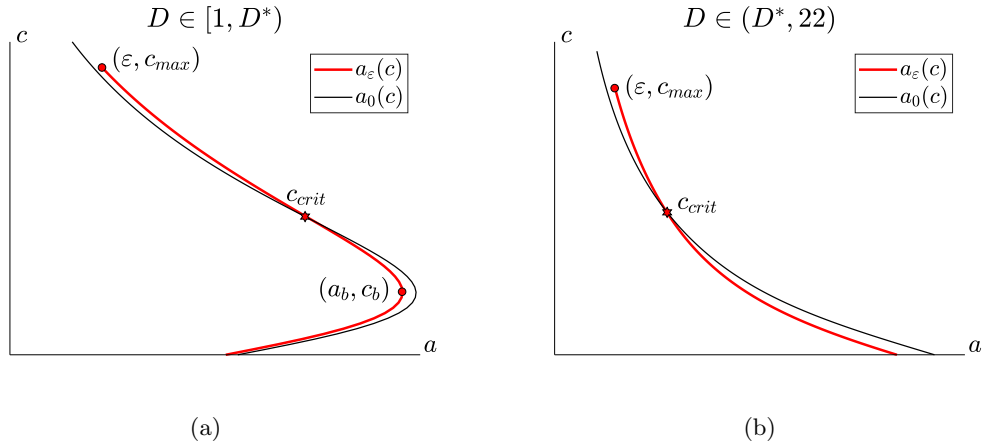 D ∈ [1, D*)
c
(ε, c_max)
a_ε(c)
a_0(c)
c_crit
(a_b, c_b)
a
(a)
D ∈ (D*, 22)
c
(ε, c_max)
a_ε(c)
a_0(c)
c_crit
a
(b)